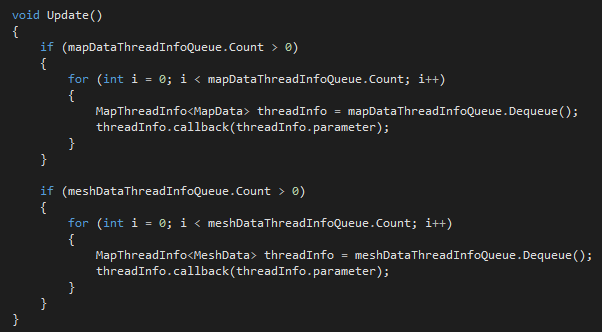 void Update()
{
    if (mapDataThreadInfoQueue.Count > 0)
    {
        for (int i = 0; i < mapDataThreadInfoQueue.Count; i++)
        {
            MapThreadInfo<MapData> threadInfo = mapDataThreadInfoQueue.Dequeue();
            threadInfo.callback(threadInfo.parameter);
        }
    }

    if (meshDataThreadInfoQueue.Count > 0)
    {
        for (int i = 0; i < meshDataThreadInfoQueue.Count; i++)
        {
            MapThreadInfo<MeshData> threadInfo = meshDataThreadInfoQueue.Dequeue();
            threadInfo.callback(threadInfo.parameter);
        }
    }
}